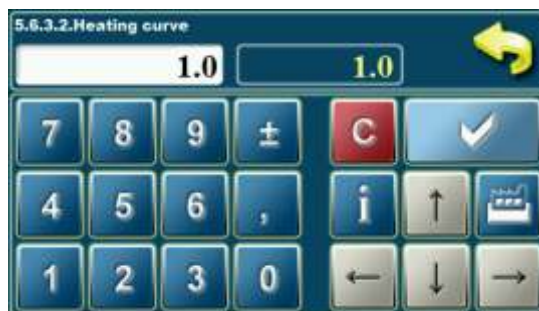 5.6.3.2.Heating curve
1.0 1.0
7 8 9 ± C
4 5 6 , i ↑
1 2 3 0 ← ↓ →